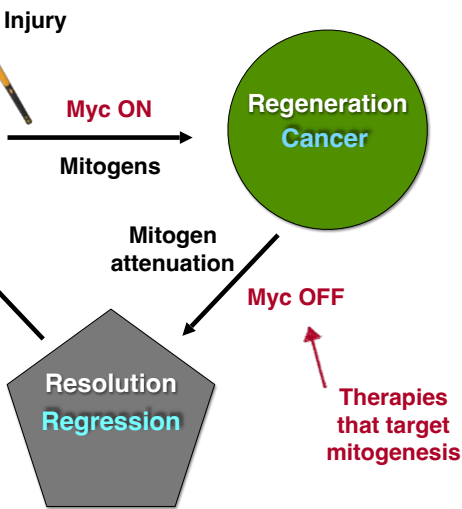 Injury
Myc ON
Mitogens
Regeneration
Cancer
Mitogen
attenuation
Myc OFF
Resolution
Regression
Therapies
that target
mitogenesis